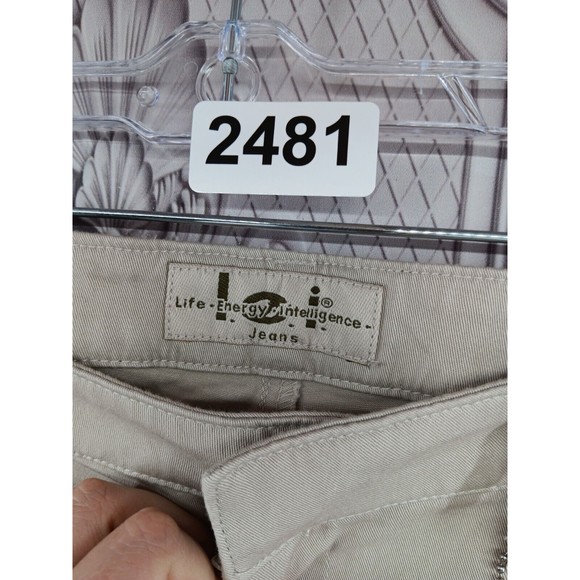 2481
l.e.i.®
Life - Energy - Intelligence -
Jeans